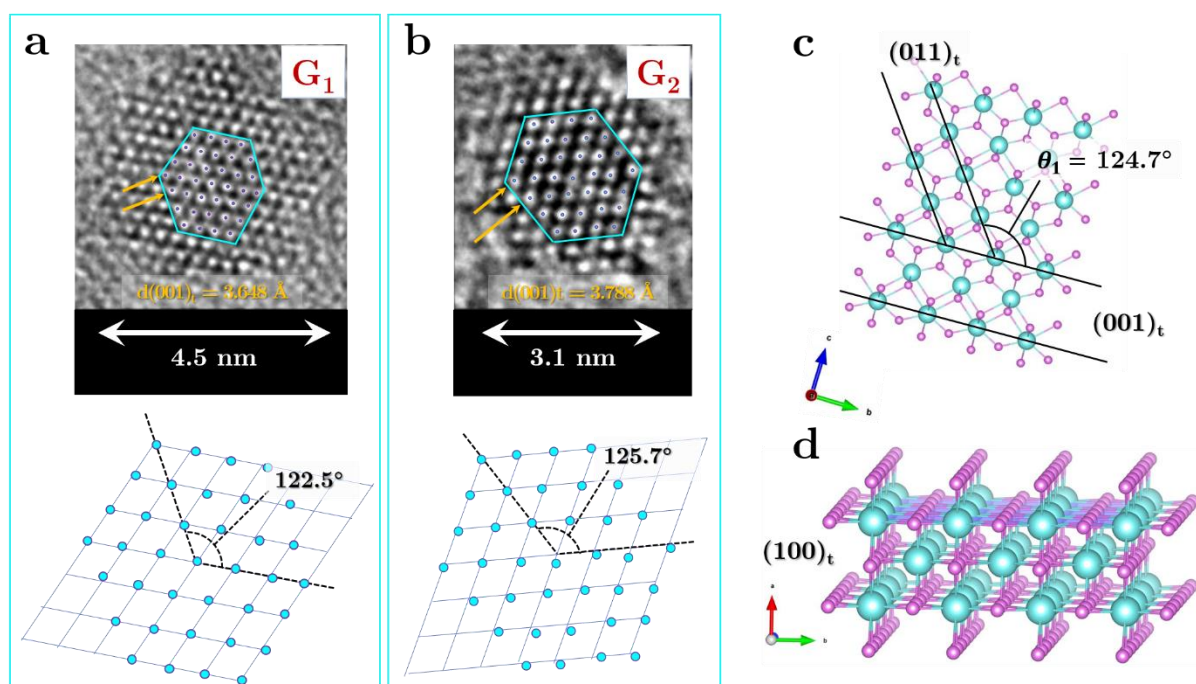 a
G₁
d(001)ₜ = 3.648 Å
4.5 nm
122.5°
b
G₂
d(001)t = 3.788 Å
3.1 nm
125.7°
c
(011)ₜ
θ₁ = 124.7°
(001)ₜ
c
b
d
(100)ₜ
a
b